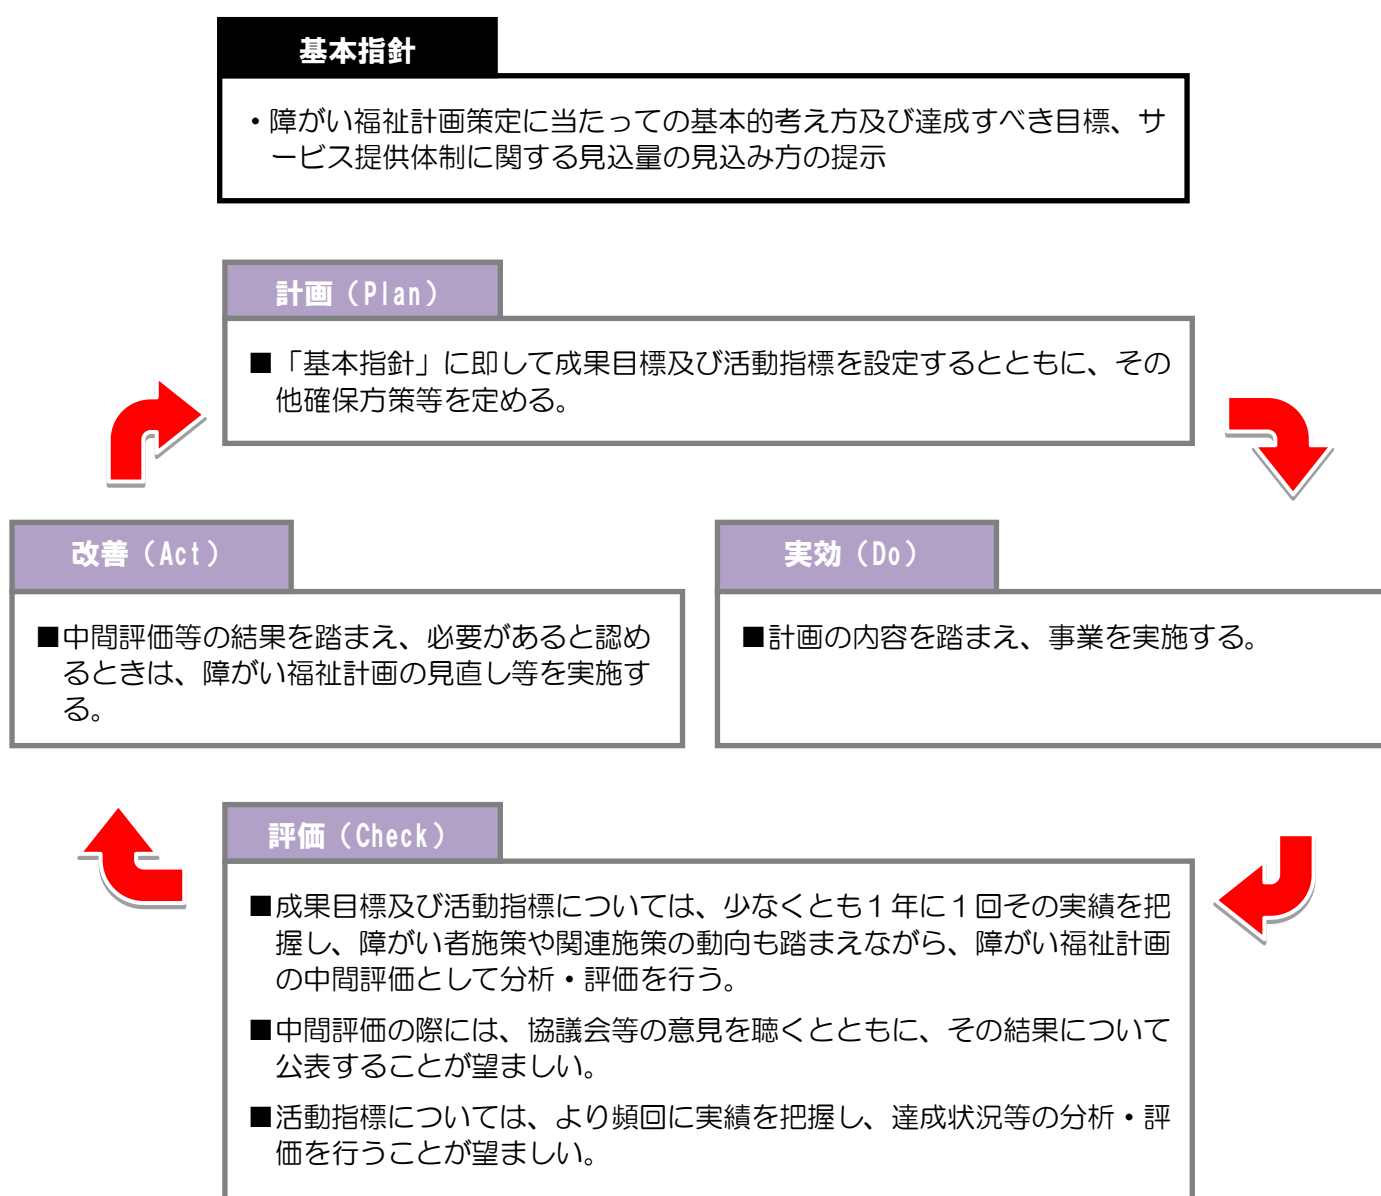 基本指針
・障がい福祉計画策定に当たっての基本的考え方及び達成すべき目標、サ
ービス提供体制に関する見込量の見込み方の提示
計画（Plan）
■「基本指針」に即して成果目標及び活動指標を設定するとともに、その
他確保方策等を定める。
改善（Act）
■中間評価等の結果を踏まえ、必要があると認め
るときは、障がい福祉計画の見直し等を実施す
る。
実効（Do）
■計画の内容を踏まえ、事業を実施する。
評価（Check）
■成果目標及び活動指標については、少なくとも１年に１回その実績を把
握し、障がい者施策や関連施策の動向も踏まえながら、障がい福祉計画
の中間評価として分析・評価を行う。
■中間評価の際には、協議会等の意見を聴くとともに、その結果について
公表することが望ましい。
■活動指標については、より頻回に実績を把握し、達成状況等の分析・評
価を行うことが望ましい。